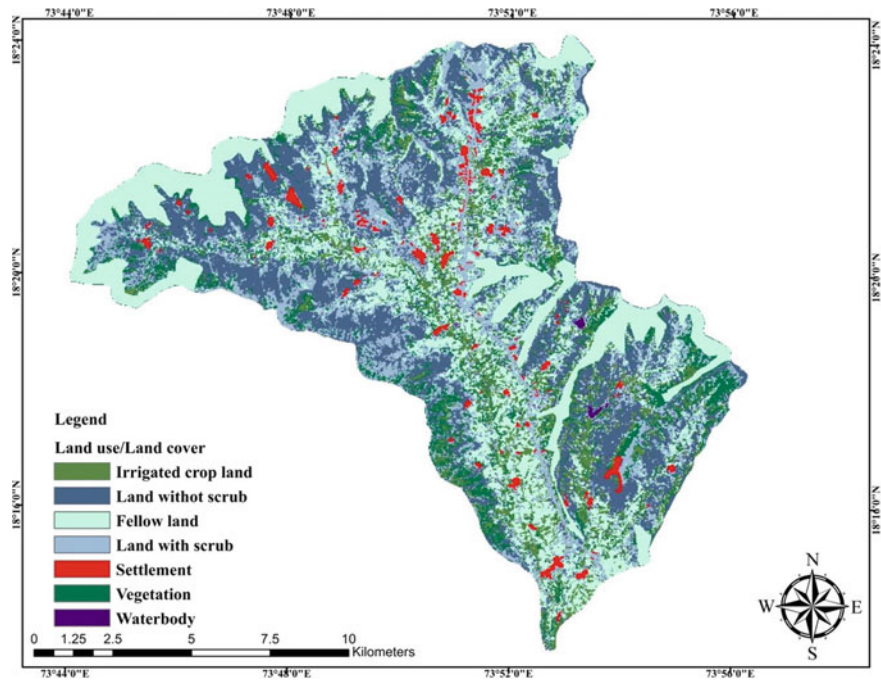 73°44'0"E 73°48'0"E 73°52'0"E 73°56'0"E
18°24'0"N 18°24'0"N
18°20'0"N 18°20'0"N
18°16'0"N 18°16'0"N
Legend
Land use/Land cover
Irrigated crop land
Land withot scrub
Fellow land
Land with scrub
Settlement
Vegetation
Waterbody
N
W E
S
0 1.25 2.5 5 7.5 10
Kilometers
73°44'0"E 73°48'0"E 73°52'0"E 73°56'0"E